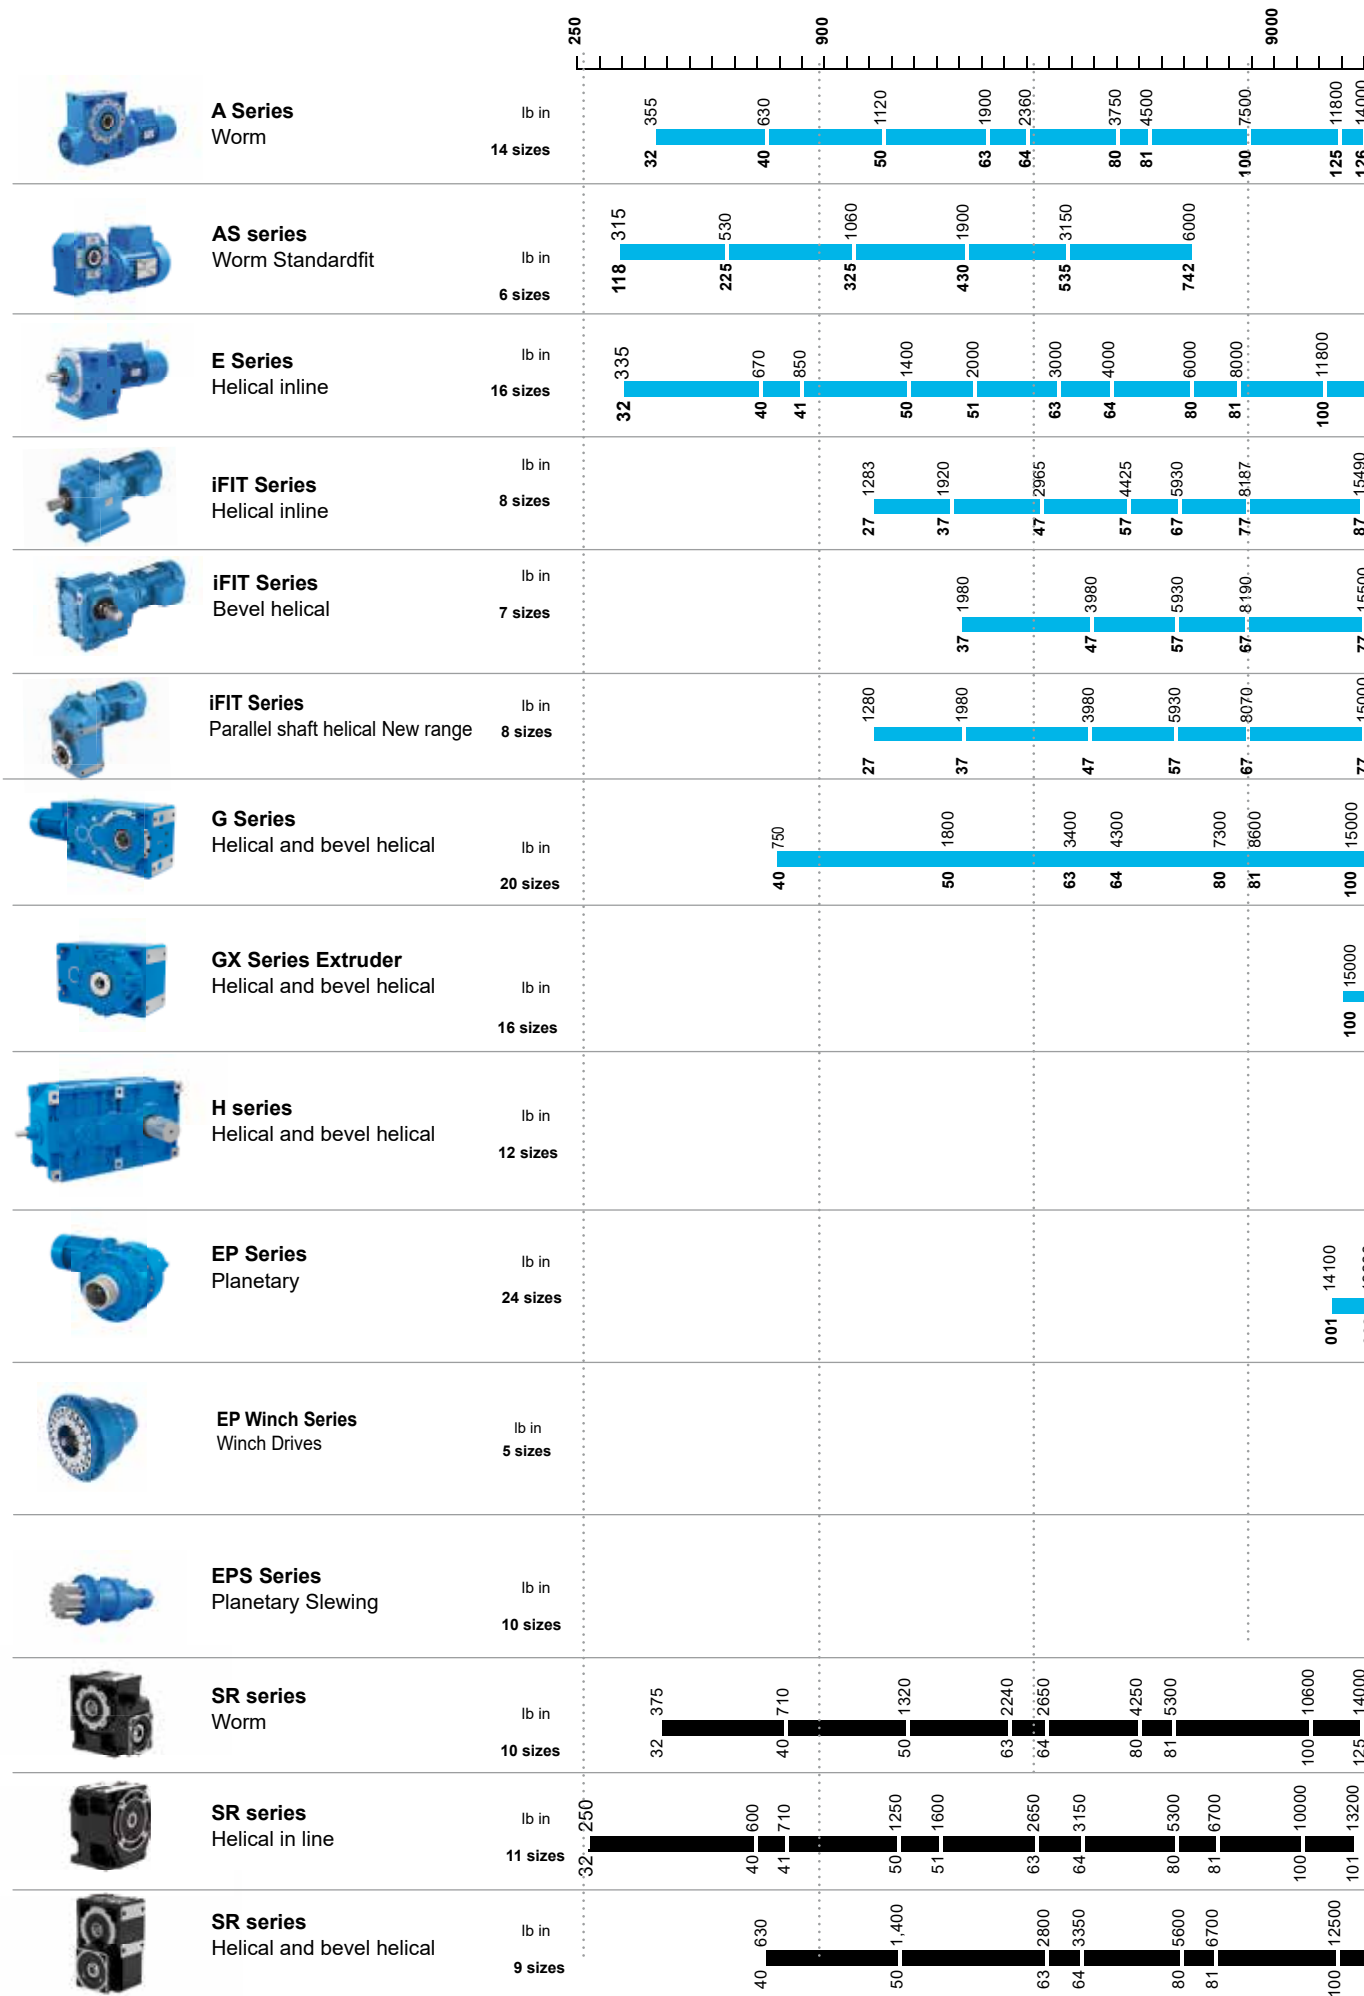 250 900 9000
A Series
Worm
lb in
14 sizes
355 630 1120 1900 2360 3750 4500 7500 11800 14000
32 40 50 63 64 80 81 100 125 126
AS series
Worm Standardfit
lb in
6 sizes
315 530 1060 1900 3150 6000
118 225 325 430 535 742
E Series
Helical inline
lb in
16 sizes
335 670 850 1400 2000 3000 4000 6000 8000 11800
32 40 41 50 51 63 64 80 81 100
iFIT Series
Helical inline
lb in
8 sizes
1283 1920 2965 4425 5930 8187 15490
27 37 47 57 67 77 87
iFIT Series
Bevel helical
lb in
7 sizes
1980 3980 5930 8190 15500
37 47 57 67 77
iFIT Series
Parallel shaft helical New range
lb in
8 sizes
1280 1980 3980 5930 8070 15000
27 37 47 57 67 77
G Series
Helical and bevel helical
lb in
20 sizes
750 1800 3400 4300 7300 8600 15000
40 50 63 64 80 81 100
GX Series Extruder
Helical and bevel helical
lb in
16 sizes
15000
100
H series
Helical and bevel helical
lb in
12 sizes
EP Series
Planetary
lb in
24 sizes
14100
001
EP Winch Series
Winch Drives
lb in
5 sizes
EPS Series
Planetary Slewing
lb in
10 sizes
SR series
Worm
lb in
10 sizes
375 710 1320 2240 2650 4250 5300 10600 14000
32 40 50 63 64 80 81 100 125
SR series
Helical in line
lb in
11 sizes
250 600 710 1250 1600 2650 3150 5300 6700 10000 13200
32 40 41 50 51 63 64 80 81 100 101
SR series
Helical and bevel helical
lb in
9 sizes
630 1,400 2800 3350 5600 6700 12500
40 50 63 64 80 81 100